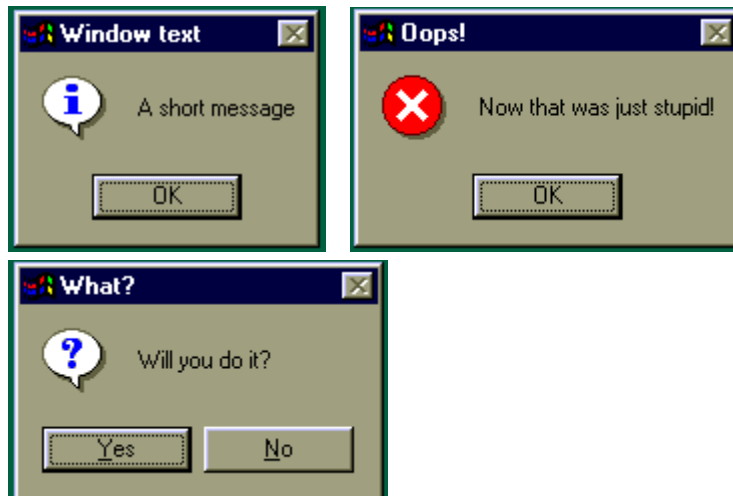 Window text
A short message
OK
Oops!
Now that was just stupid!
OK
What?
Will you do it?
Yes No